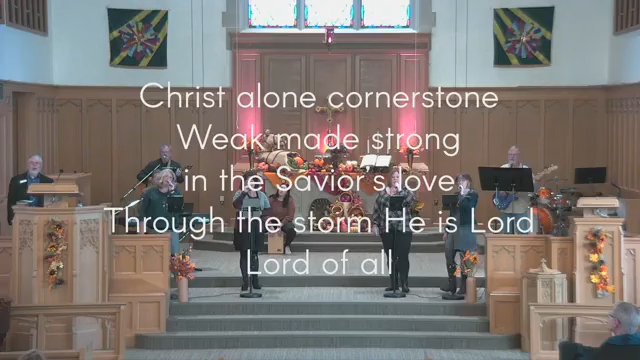 Christ alone cornerstone
Weak made strong
in the Savior's love
Through the storm He is Lord
Lord of all